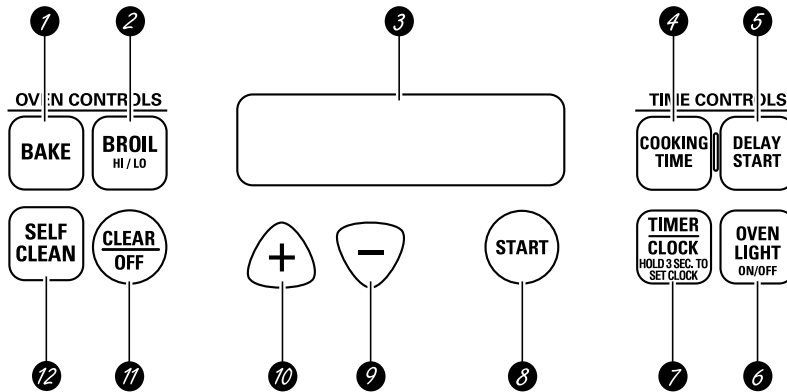 1
2
3
4
5
OVEN CONTROLS
TIME CONTROLS
BAKE
BROIL
HI / LO
COOKING
TIME
DELAY
START
SELF
CLEAN
CLEAR
OFF
+
−
START
TIMER
CLOCK
HOLD 3 SEC. TO
SET CLOCK
OVEN
LIGHT
ON/OFF
12
11
10
9
8
7
6